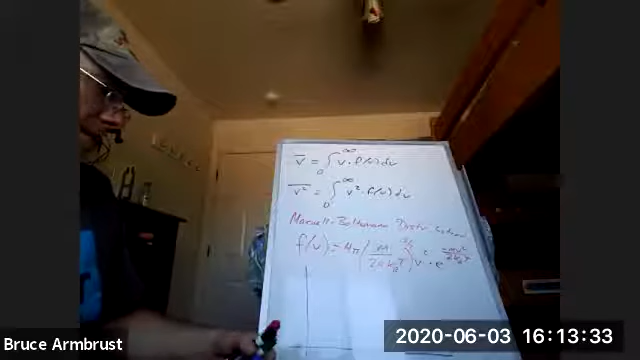 v̅ = ∫₀^∞ v · f(v) dv
v̅² = ∫₀^∞ v² · f(v) dv
Maxwell-Boltzmann Distribution
f(v) = 4π (m / 2πk_BT)^3/2 v² · e^(-mv² / 2k_BT)
Bruce Armbrust
2020-06-03 16:13:33